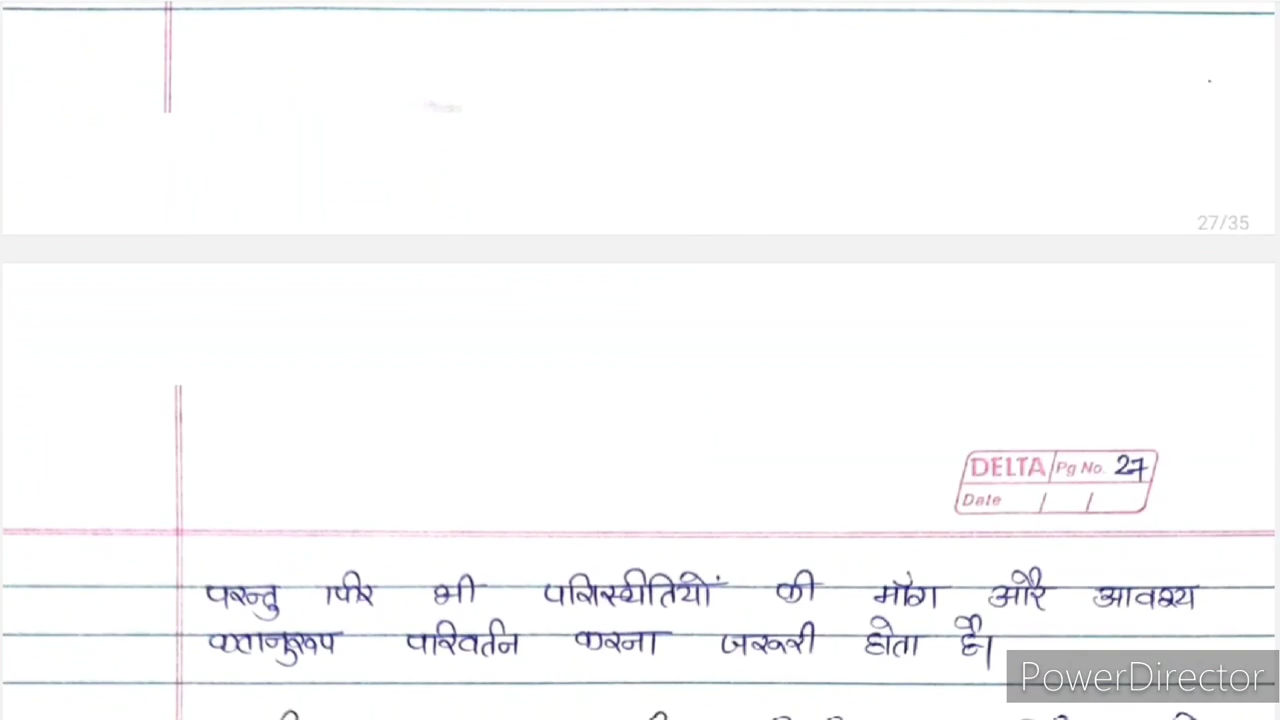 27/35
DELTA Pg No. 27
Date / /
परन्तु फिर भी परिस्थीतियों की माँग और आवश्य
कतानुरूप परिवर्तन करना जरूरी होता है।
PowerDirector